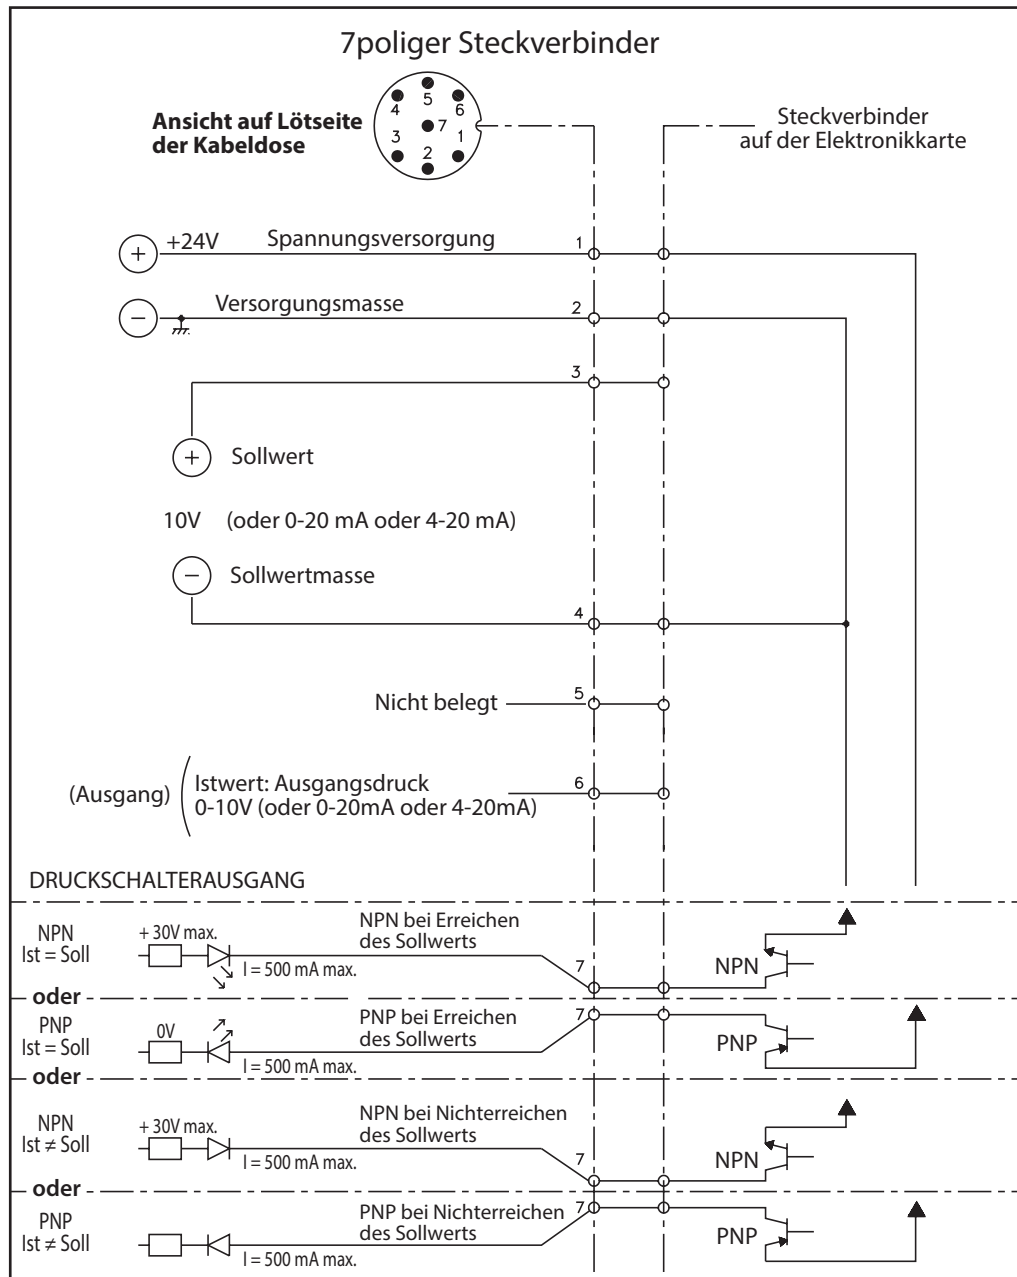 7poliger Steckverbinder
Ansicht auf Lötseite
der Kabeldose
4
5
6
3
7
2
1
Steckverbinder
auf der Elektronikkarte
+
+24V
Spannungsversorgung
1
−
Versorgungsmasse
2
3
+
Sollwert
10V (oder 0-20 mA oder 4-20 mA)
−
Sollwertmasse
4
Nicht belegt
5
(Ausgang)
Istwert: Ausgangsdruck
0-10V (oder 0-20mA oder 4-20mA)
6
DRUCKSCHALTERAUSGANG
NPN
Ist = Soll
+ 30V max.
I = 500 mA max.
NPN bei Erreichen
des Sollwerts
7
NPN
oder
PNP
Ist = Soll
0V
I = 500 mA max.
PNP bei Erreichen
des Sollwerts
7
PNP
oder
NPN
Ist ≠ Soll
+ 30V max.
I = 500 mA max.
NPN bei Nichterreichen
des Sollwerts
7
NPN
oder
PNP
Ist ≠ Soll
I = 500 mA max.
PNP bei Nichterreichen
des Sollwerts
7
PNP